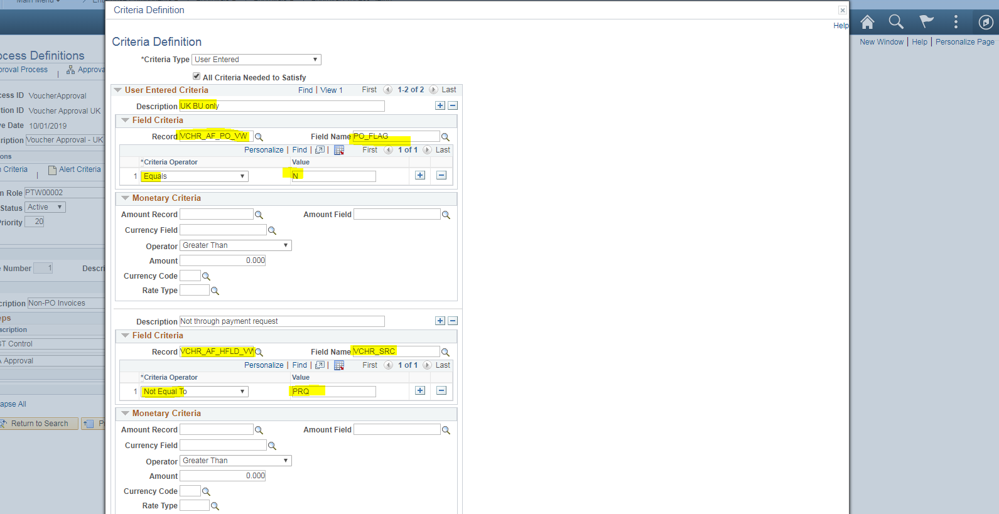 Main Menu
Criteria Definition
Help
New Window | Help | Personalize Page
Criteria Definition
cess Definitions
*Criteria Type User Entered
proval Process | Approva
All Criteria Needed to Satisfy
User Entered Criteria Find | View 1 First 1-2 of 2 Last
cess ID VoucherApproval
Description UK BU only
ition ID Voucher Approval UK
Field Criteria
ve Date 10/01/2019
Record VCHR_AF_PO_VW Field Name PO_FLAG
ription Voucher Approval - UK
Personalize | Find | First 1 of 1 Last
ons
*Criteria Operator Value
n Criteria | Alert Criteria
1 Equals N
n Role PTW00002
Monetary Criteria
Status Active
Amount Record Amount Field
Priority 20
Currency Field
Operator Greater Than
Amount 0.000
e Number 1 Descri
Currency Code
Rate Type
cription Non-PO Invoices
eps
Description Not through payment request
scription
Field Criteria
ST Control
Record VCHR_AF_HFLD_VW Field Name VCHR_SRC
A Approval
Personalize | Find | First 1 of 1 Last
*Criteria Operator Value
1 Not Equal To PRQ
apse All
Monetary Criteria
Return to Search P
Amount Record Amount Field
Currency Field
Operator Greater Than
Amount 0.000
Currency Code
Rate Type